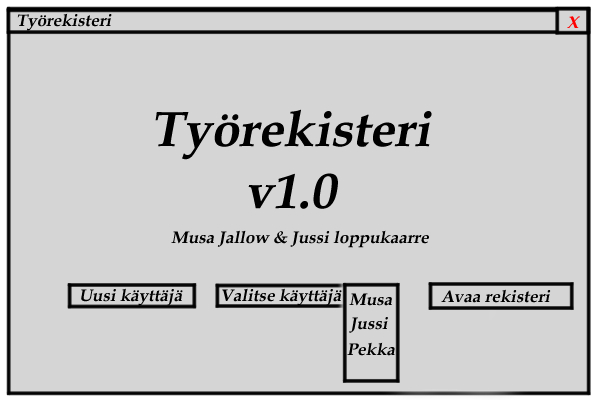 Työrekisteri
X
Työrekisteri
v1.0
Musa Jallow & Jussi loppukaarre
Uusi käyttäjä
Valitse käyttäjä
Musa
Jussi
Pekka
Avaa rekisteri